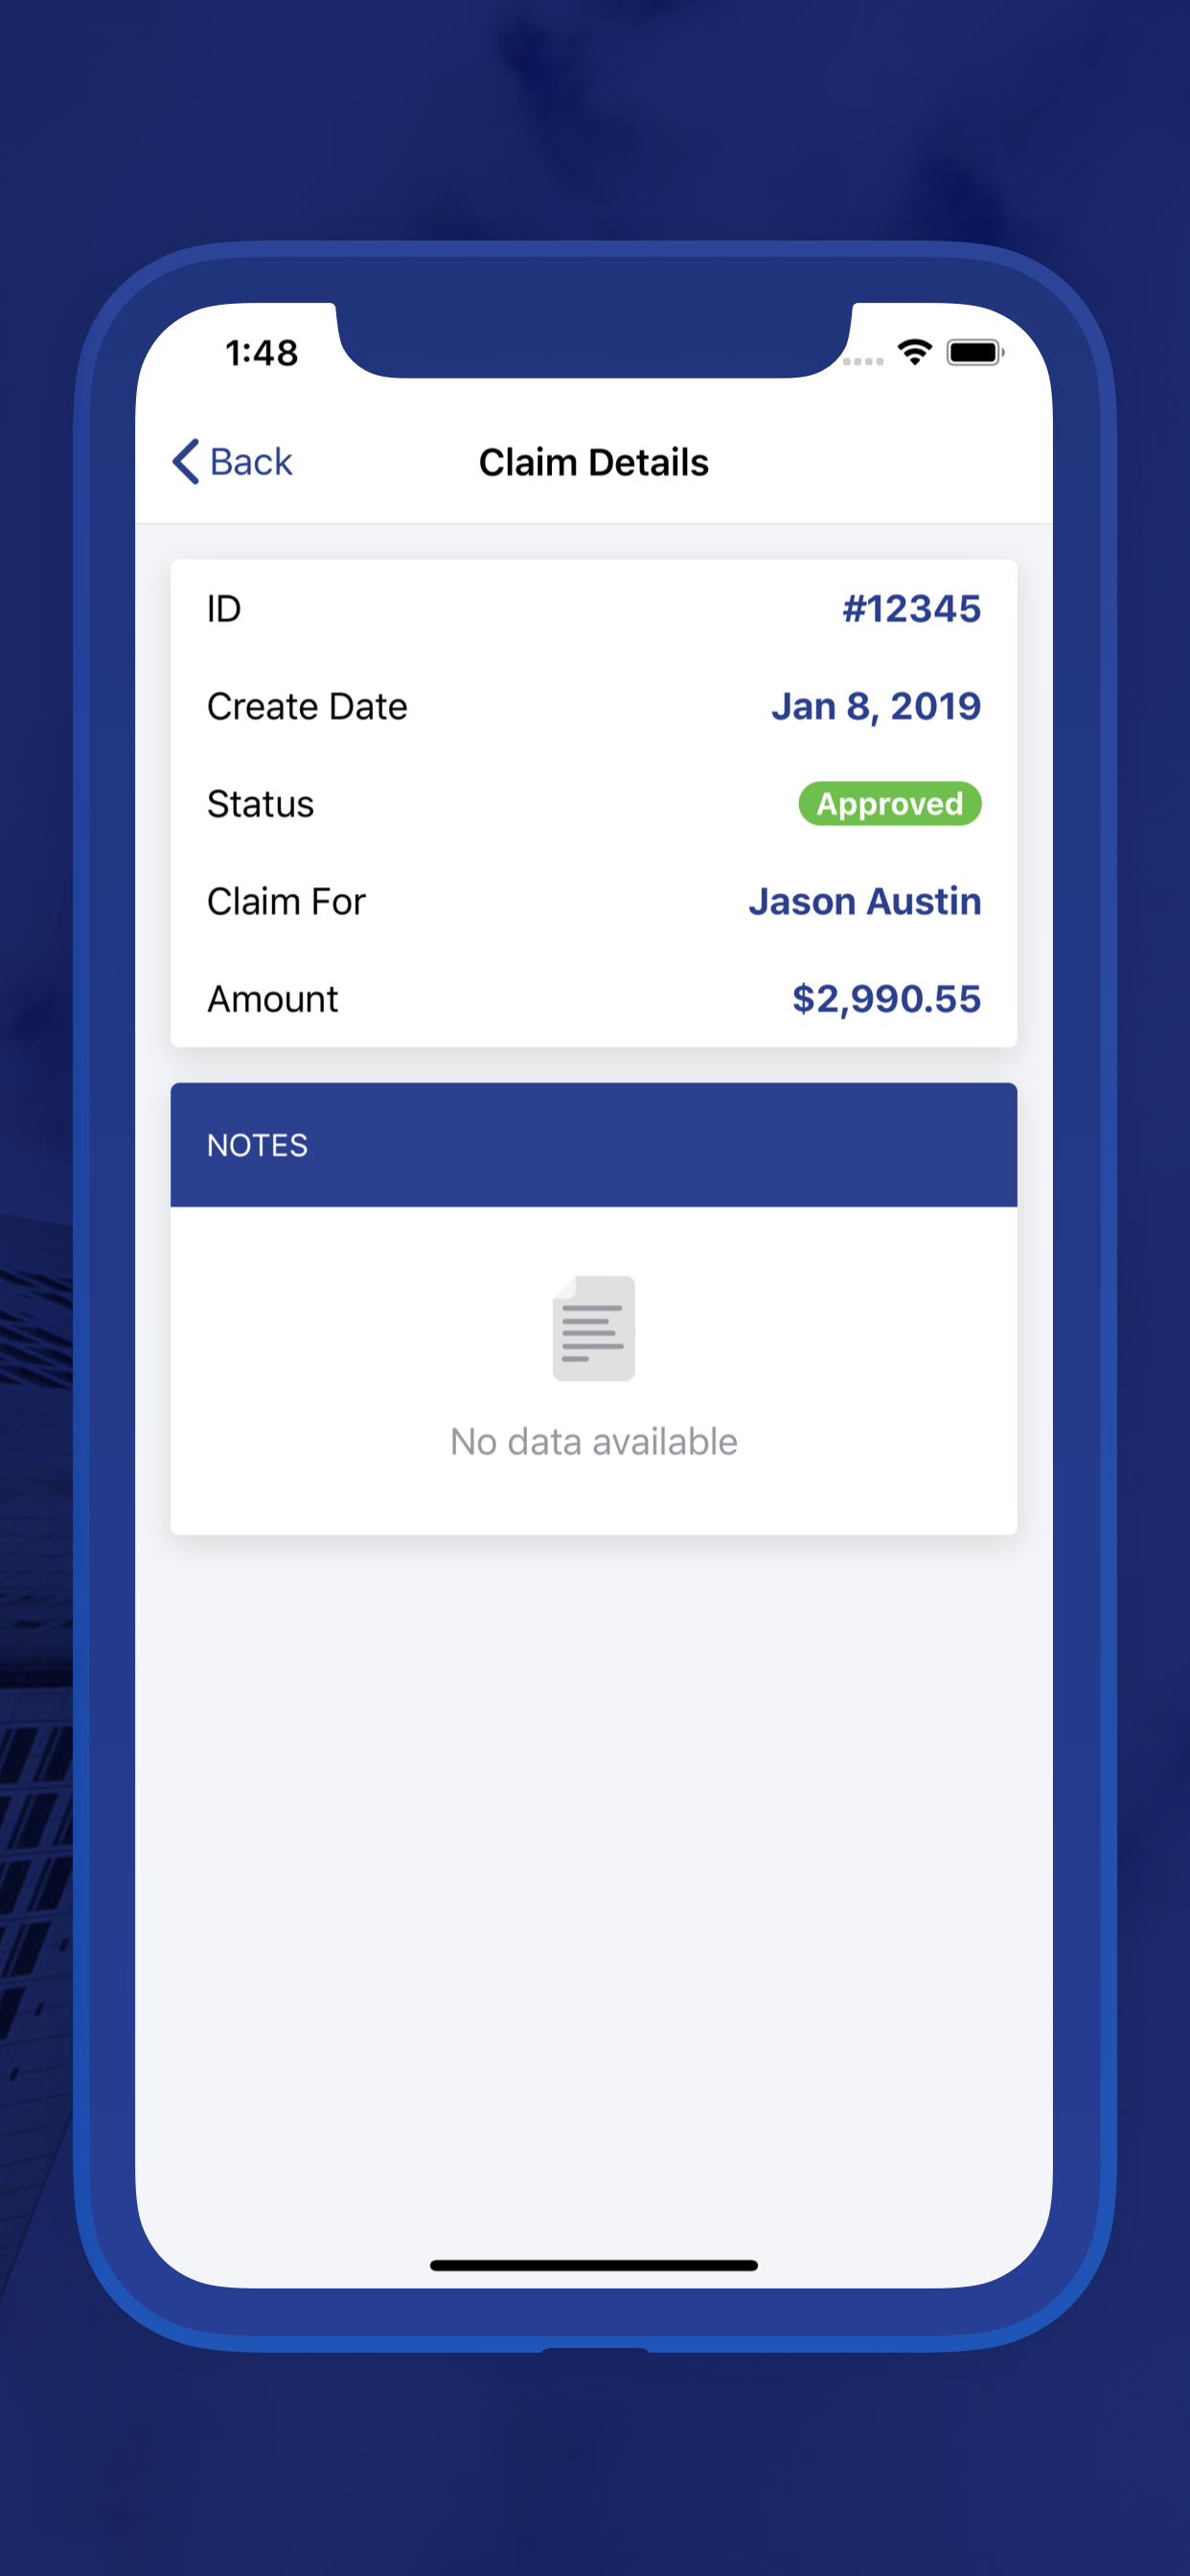 1:48
Back
Claim Details
ID #12345
Create Date Jan 8, 2019
Status Approved
Claim For Jason Austin
Amount $2,990.55
NOTES
No data available